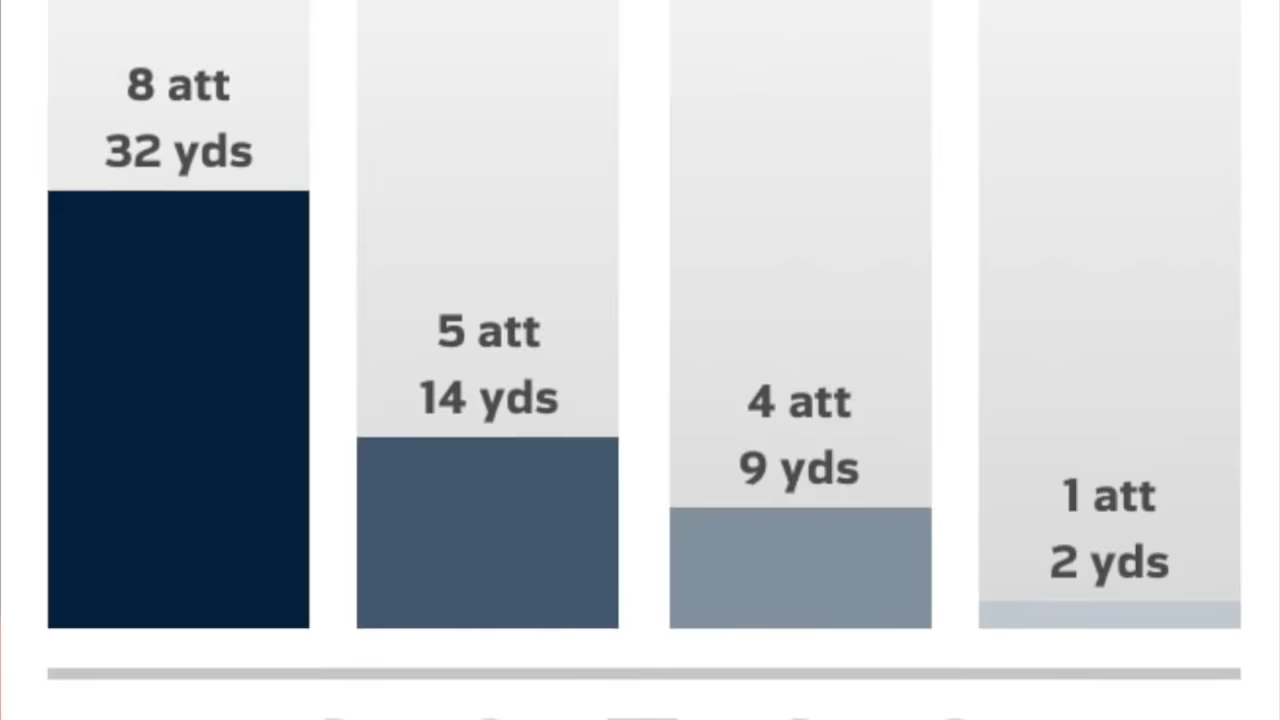 8 att
32 yds
5 att
14 yds
4 att
9 yds
1 att
2 yds